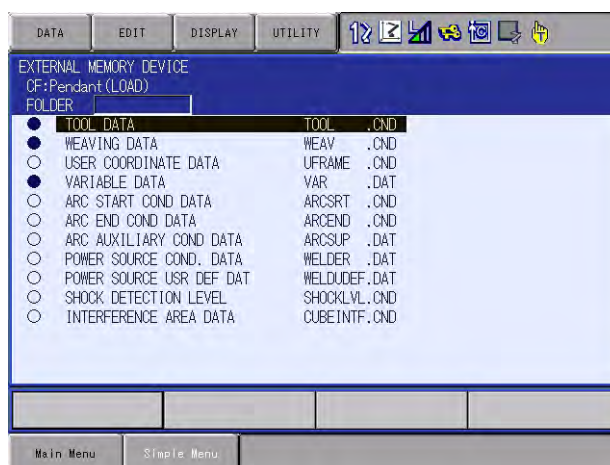 DATA EDIT DISPLAY UTILITY
EXTERNAL MEMORY DEVICE
CF:Pendant(LOAD)
FOLDER
TOOL DATA TOOL .CND
WEAVING DATA WEAV .CND
USER COORDINATE DATA UFRAME .CND
VARIABLE DATA VAR .DAT
ARC START COND DATA ARCSRT .CND
ARC END COND DATA ARCEND .CND
ARC AUXILIARY COND DATA ARCSUP .DAT
POWER SOURCE COND. DATA WELDER .DAT
POWER SOURCE USR DEF DAT WELDUDEF.DAT
SHOCK DETECTION LEVEL SHOCKLVL.CND
INTERFERENCE AREA DATA CUBEINTF.CND
Main Menu Simple Menu